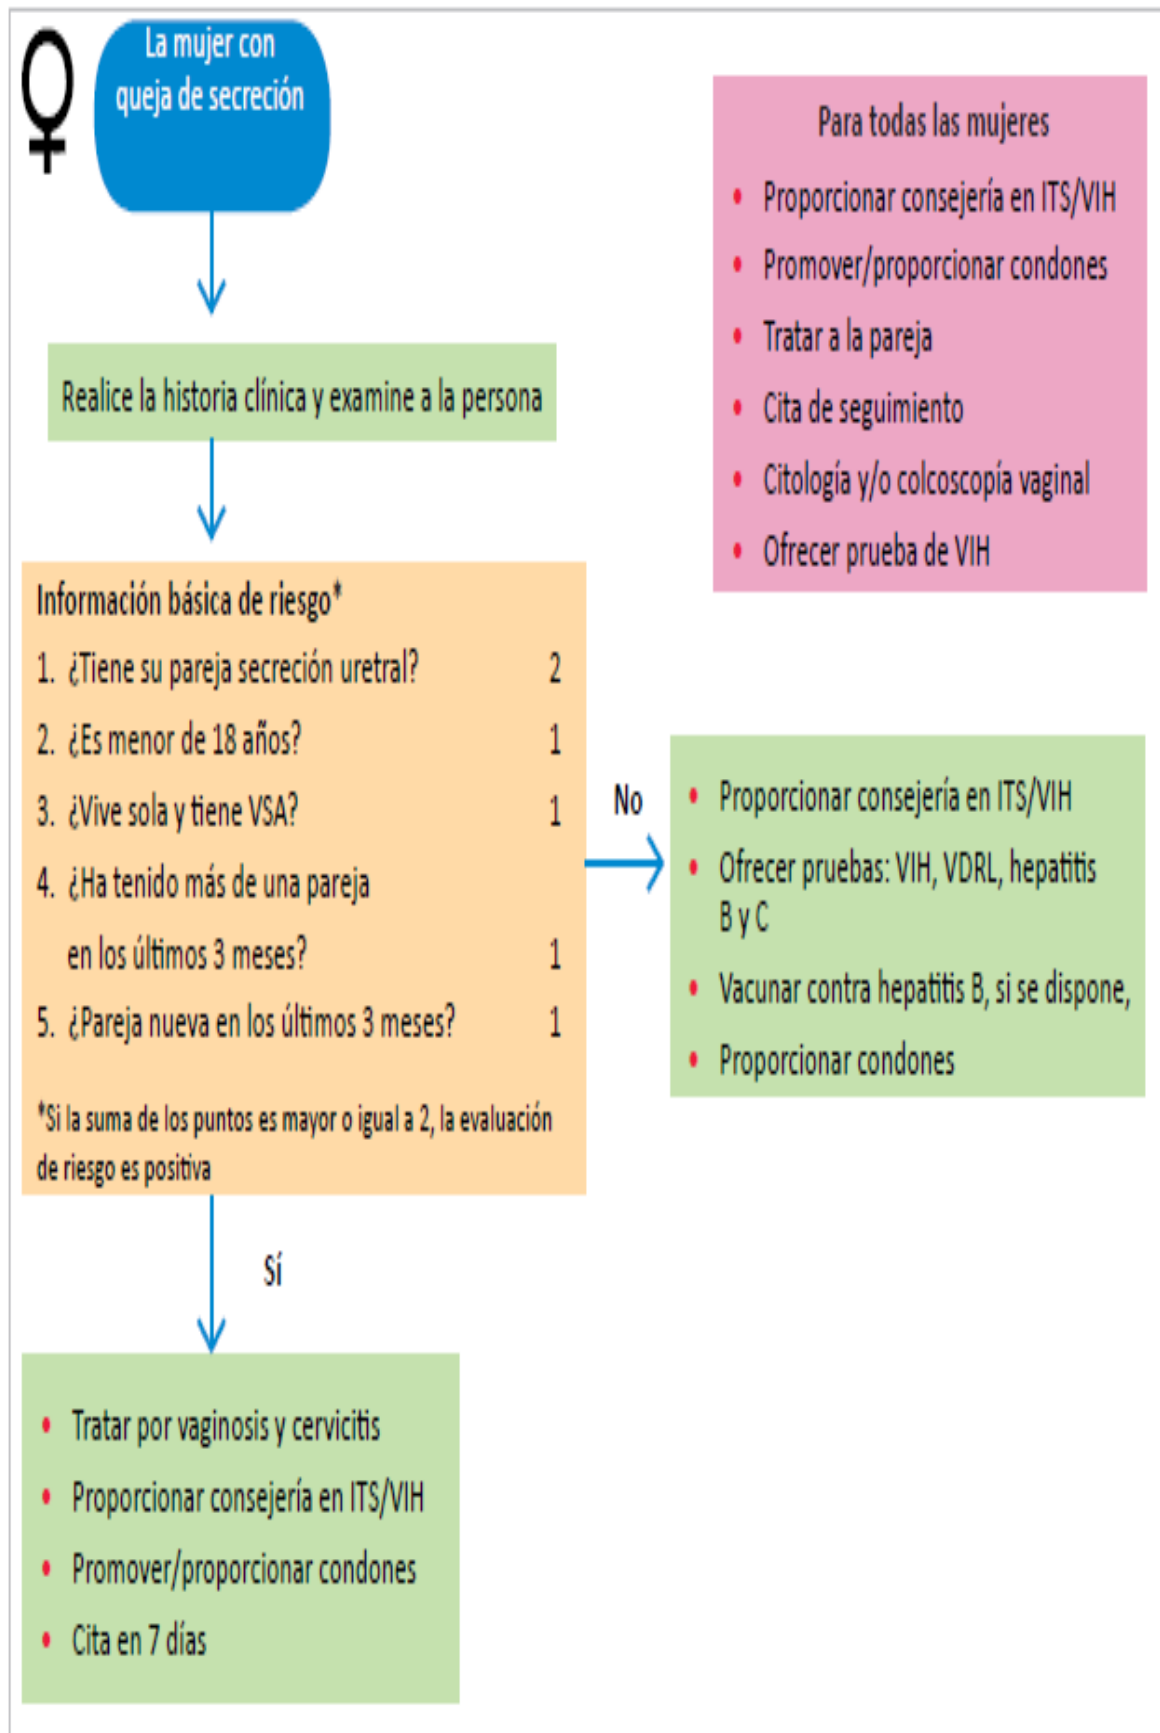 La mujer con
queja de secreción
Realice la historia clínica y examine a la persona
Información básica de riesgo*
1. ¿Tiene su pareja secreción uretral? 2
2. ¿Es menor de 18 años? 1
3. ¿Vive sola y tiene VSA? 1
4. ¿Ha tenido más de una pareja
en los últimos 3 meses? 1
5. ¿Pareja nueva en los últimos 3 meses? 1
*Si la suma de los puntos es mayor o igual a 2, la evaluación
de riesgo es positiva
Sí
• Tratar por vaginosis y cervicitis
• Proporcionar consejería en ITS/VIH
• Promover/proporcionar condones
• Cita en 7 días
Para todas las mujeres
• Proporcionar consejería en ITS/VIH
• Promover/proporcionar condones
• Tratar a la pareja
• Cita de seguimiento
• Citología y/o colcoscopía vaginal
• Ofrecer prueba de VIH
No
• Proporcionar consejería en ITS/VIH
• Ofrecer pruebas: VIH, VDRL, hepatitis
B y C
• Vacunar contra hepatitis B, si se dispone,
• Proporcionar condones